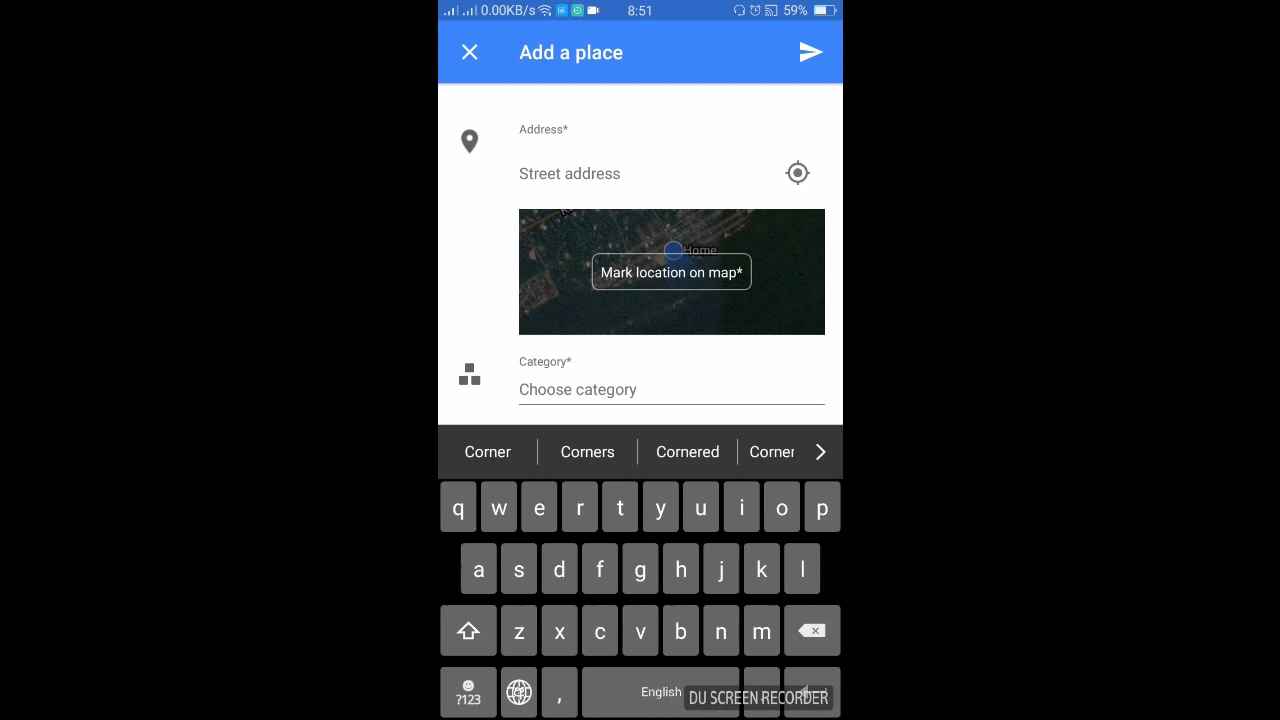 0.00KB/s 8:51 59%
Add a place
Address*
Street address
Home
Mark location on map*
Category*
Choose category
Corner Corners Cornered Corner
q w e r t y u i o p
a s d f g h j k l
z x c v b n m
?123 , English
DU SCREEN RECORDER